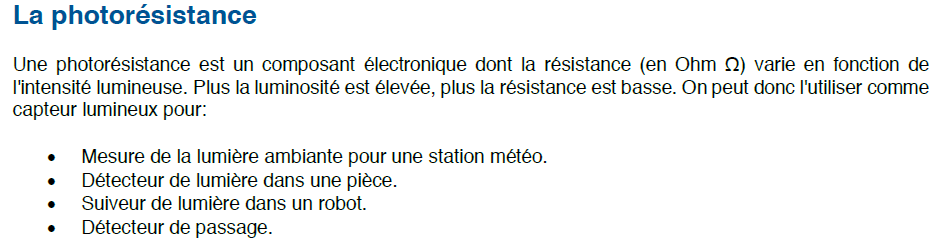 La photorésistance
Une photorésistance est un composant électronique dont la résistance (en Ohm Ω) varie en fonction de
l'intensité lumineuse. Plus la luminosité est élevée, plus la résistance est basse. On peut donc l'utiliser comme
capteur lumineux pour:
• Mesure de la lumière ambiante pour une station météo.
• Détecteur de lumière dans une pièce.
• Suiveur de lumière dans un robot.
• Détecteur de passage.